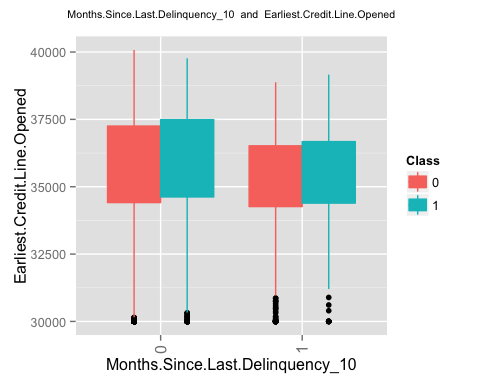 Months.Since.Last.Delinquency_10 and Earliest.Credit.Line.Opened
40000
37500
35000
32500
30000
Earliest.Credit.Line.Opened
0
1
Months.Since.Last.Delinquency_10
Class
0
1